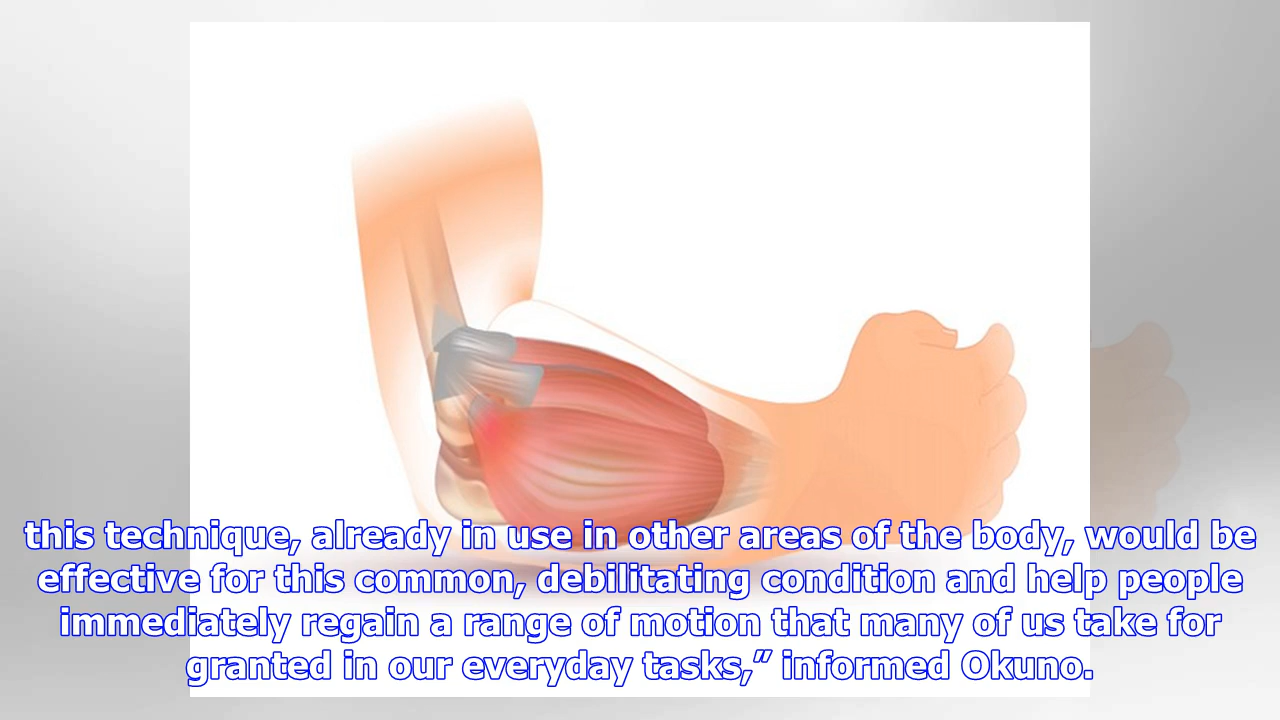 this technique, already in use in other areas of the body, would be
effective for this common, debilitating condition and help people
immediately regain a range of motion that many of us take for
granted in our everyday tasks,” informed Okuno.